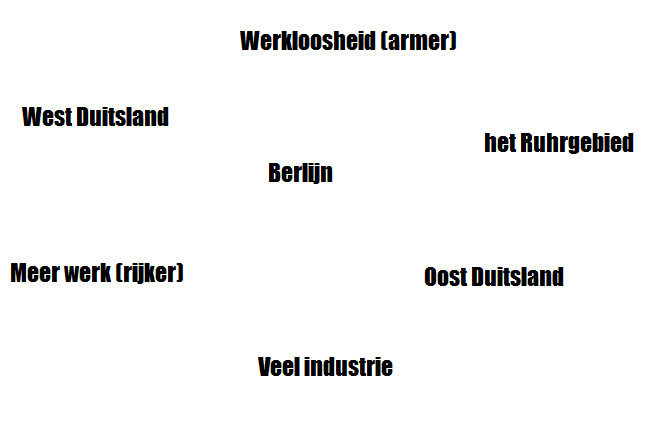 Werkloosheid (armer)
West Duitsland
het Ruhrgebied
Berlijn
Meer werk (rijker)
Oost Duitsland
Veel industrie